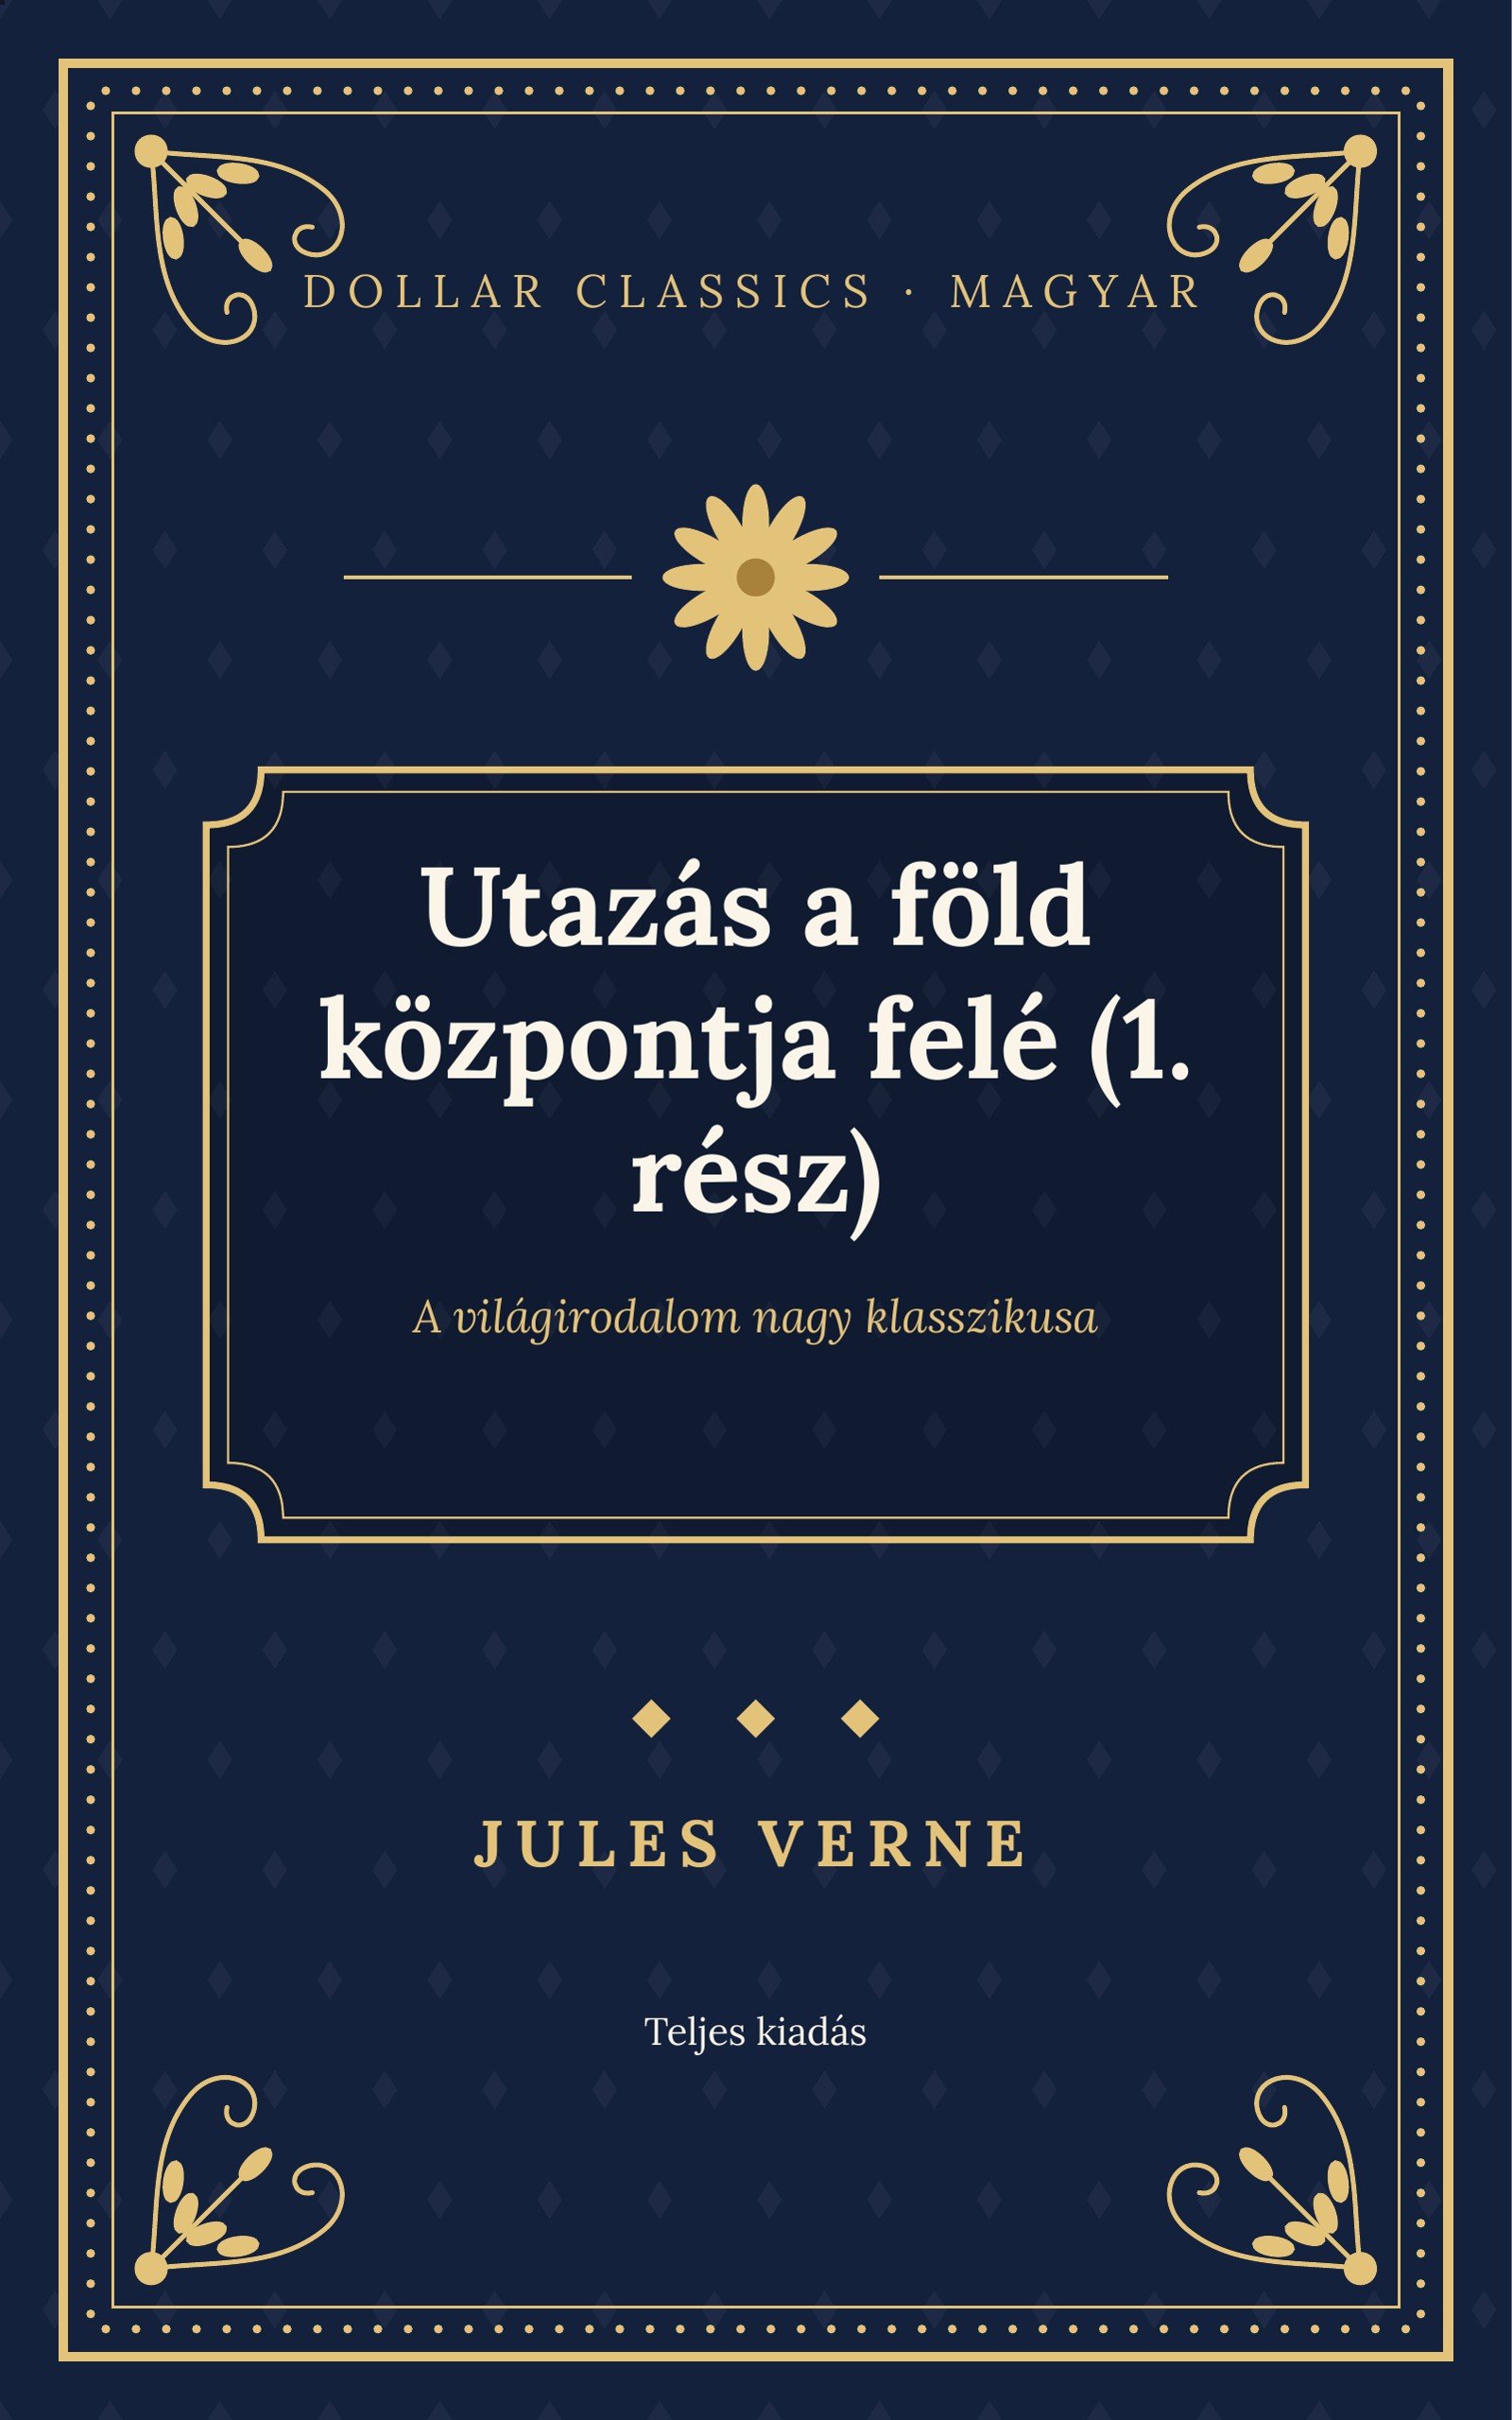 DOLLAR CLASSICS · MAGYAR
Utazás a föld
központja felé (1.
rész)
A világirodalom nagy klasszikusa
JULES VERNE
Teljes kiadás